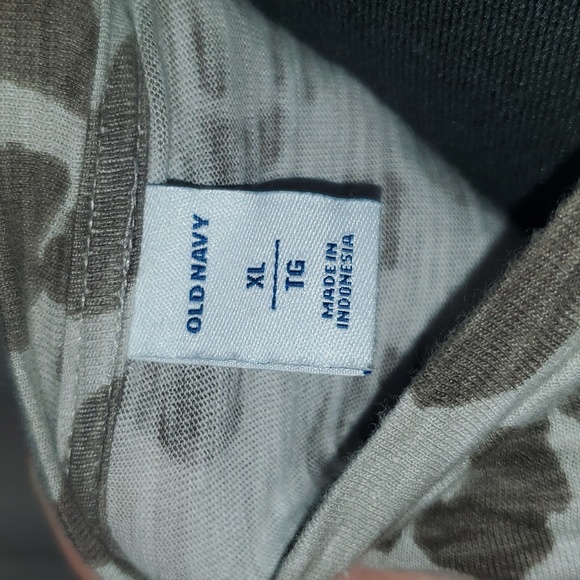 OLD NAVY
XL
TG
MADE IN
INDONESIA